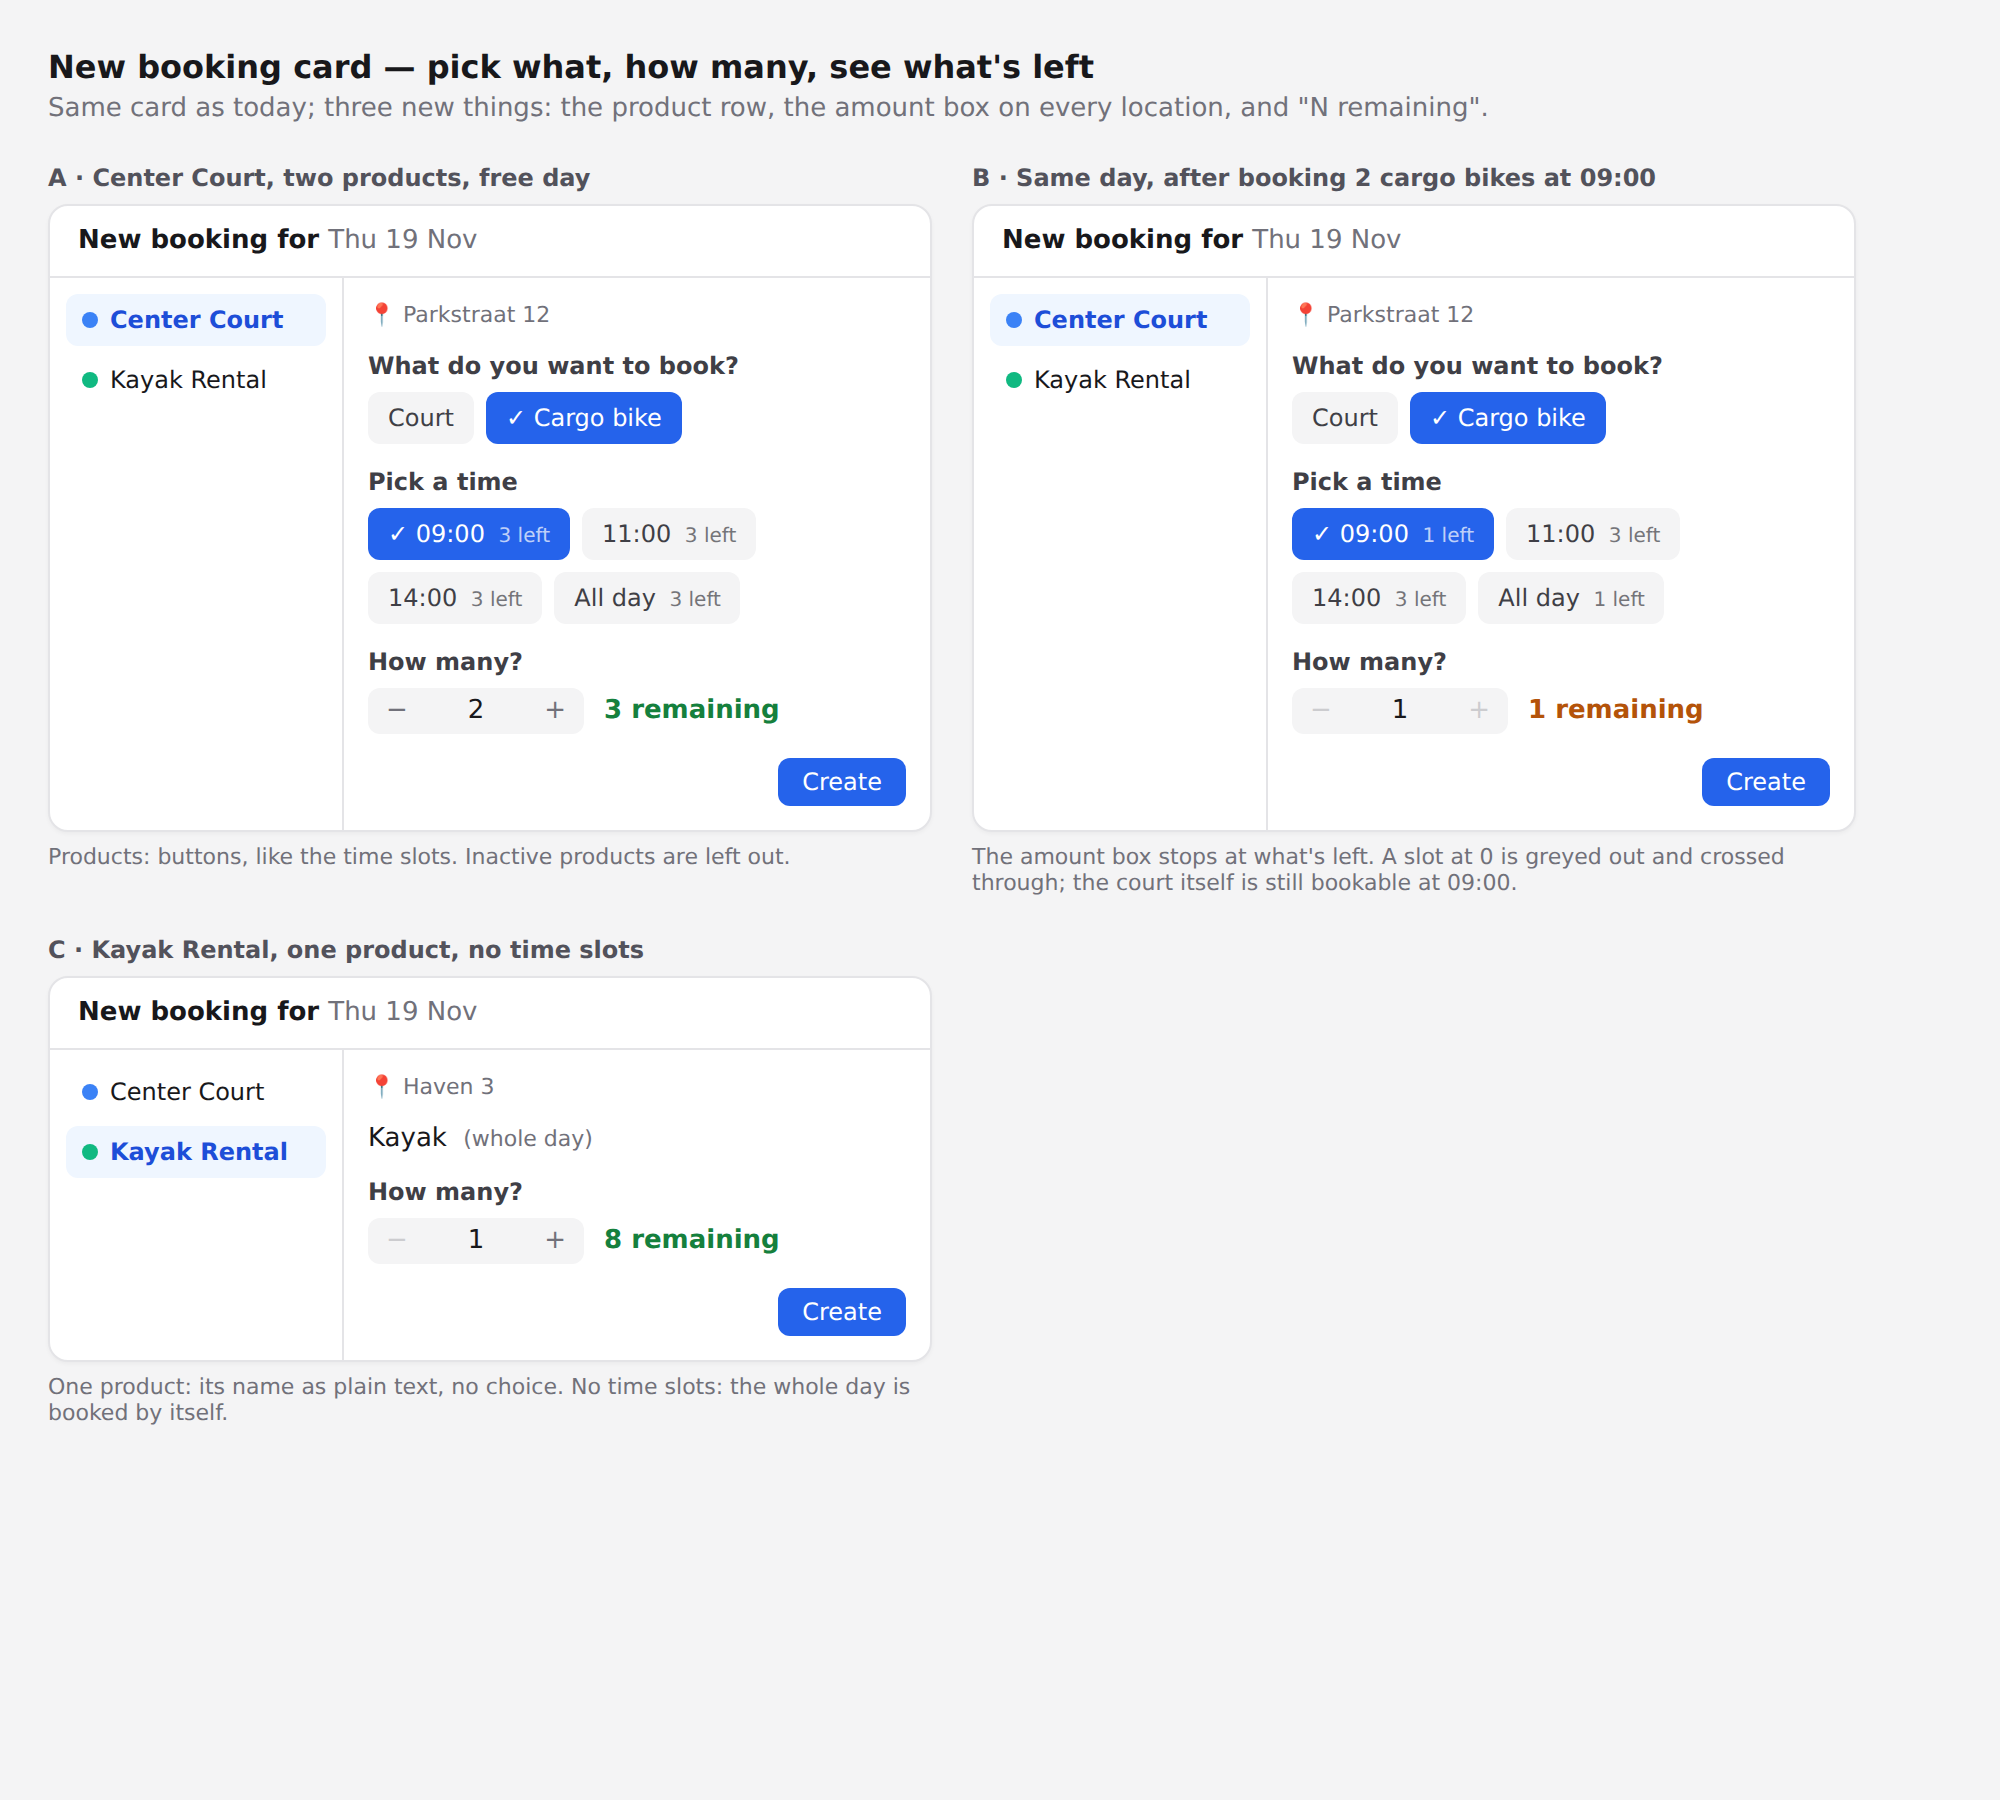 New booking card — pick what, how many, see what's left
Same card as today; three new things: the product row, the amount box on every location, and "N remaining".
A · Center Court, two products, free day
New booking for Thu 19 Nov
Center Court
Kayak Rental
📍 Parkstraat 12
What do you want to book?
Court ✓ Cargo bike
Pick a time
✓ 09:00 3 left 11:00 3 left
14:00 3 left All day 3 left
How many?
− 2 + 3 remaining
Create
Products: buttons, like the time slots. Inactive products are left out.
B · Same day, after booking 2 cargo bikes at 09:00
New booking for Thu 19 Nov
Center Court
Kayak Rental
📍 Parkstraat 12
What do you want to book?
Court ✓ Cargo bike
Pick a time
✓ 09:00 1 left 11:00 3 left
14:00 3 left All day 1 left
How many?
− 1 + 1 remaining
Create
The amount box stops at what's left. A slot at 0 is greyed out and crossed
through; the court itself is still bookable at 09:00.
C · Kayak Rental, one product, no time slots
New booking for Thu 19 Nov
Center Court
Kayak Rental
📍 Haven 3
Kayak (whole day)
How many?
− 1 + 8 remaining
Create
One product: its name as plain text, no choice. No time slots: the whole day is
booked by itself.